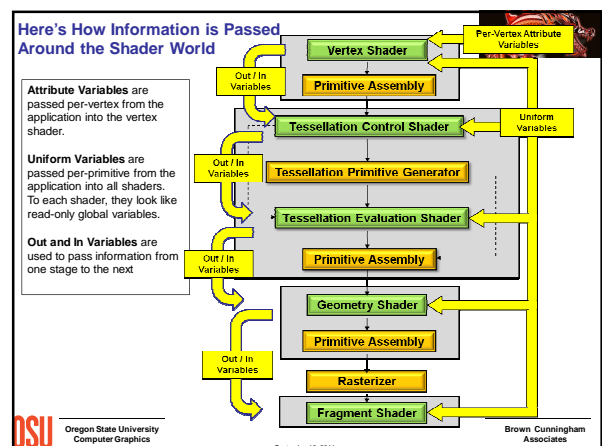 Here's How Information is Passed
Around the Shader World
Per-Vertex Attribute
Variables
Vertex Shader
Out / In
Variables
Primitive Assembly
Attribute Variables are
passed per-vertex from the
application into the vertex
shader.
Uniform Variables are
passed per-primitive from the
application into all shaders.
To each shader, they look like
read-only global variables.
Out and In Variables are
used to pass information from
one stage to the next
Tessellation Control Shader
Uniform
Variables
Out / In
Variables
Tessellation Primitive Generator
Tessellation Evaluation Shader
Out / In
Variables
Primitive Assembly
Geometry Shader
Primitive Assembly
Out / In
Variables
Rasterizer
Fragment Shader
OSU
Oregon State University
Computer Graphics
Brown Cunningham
Associates